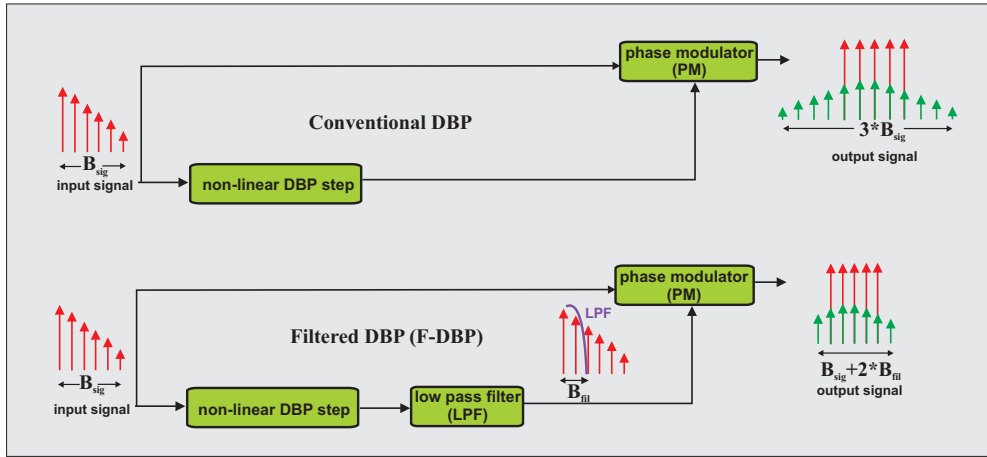 phase modulator
(PM)
Conventional DBP
B_sig
input signal
non-linear DBP step
3*B_sig
output signal
phase modulator
(PM)
LPF
Filtered DBP (F-DBP)
B_sig
input signal
non-linear DBP step
low pass filter
(LPF)
B_fil
B_sig+2*B_fil
output signal